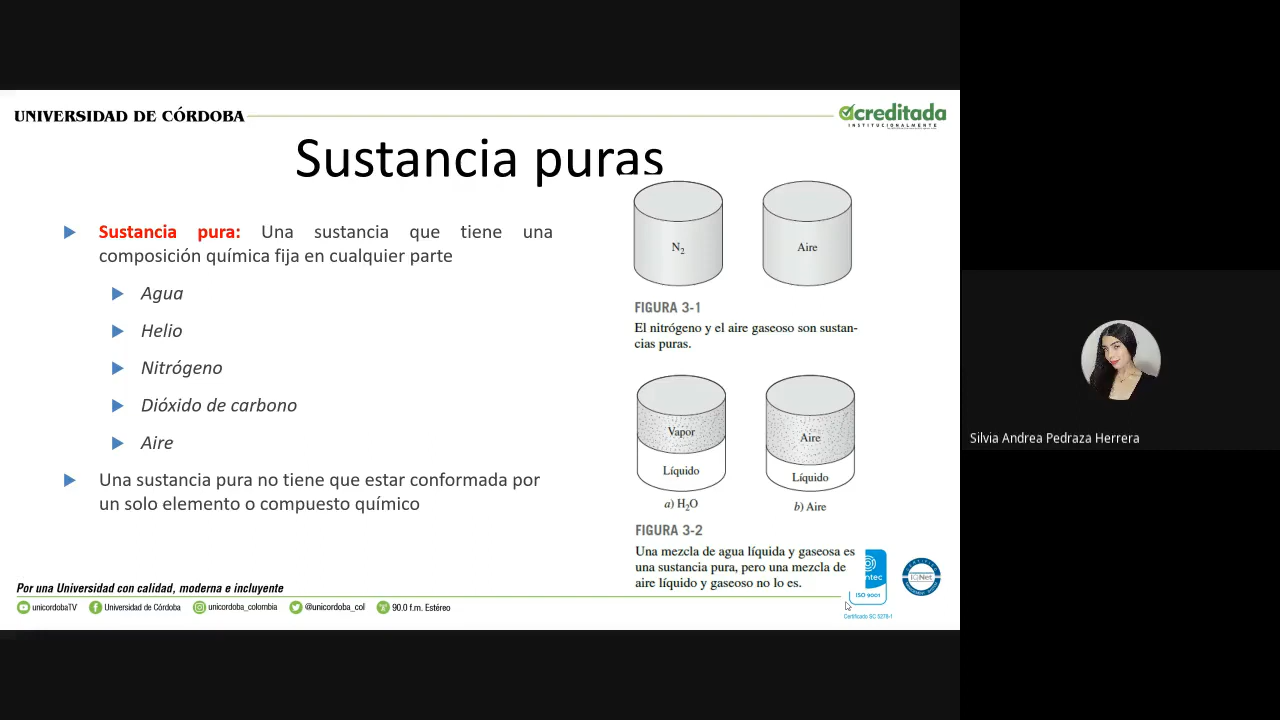 UNIVERSIDAD DE CÓRDOBA
Acreditada
INSTITUCIONALMENTE
Sustancia puras
Sustancia pura: Una sustancia que tiene una
composición química fija en cualquier parte
Agua
Helio
Nitrógeno
Dióxido de carbono
Aire
Una sustancia pura no tiene que estar conformada por
un solo elemento o compuesto químico
N2
Aire
FIGURA 3-1
El nitrógeno y el aire gaseoso son sustan-
cias puras.
Vapor
Líquido
a) H2O
Aire
Líquido
b) Aire
FIGURA 3-2
Una mezcla de agua líquida y gaseosa es
una sustancia pura, pero una mezcla de
aire líquido y gaseoso no lo es.
Por una Universidad con calidad, moderna e incluyente
unicordobaTV
Universidad de Córdoba
unicordoba_colombia
@unicordoba_col
90.0 f.m. Estéreo
ntec
ISO 9001
Certificado SC-5278-1
IQNet
Silvia Andrea Pedraza Herrera